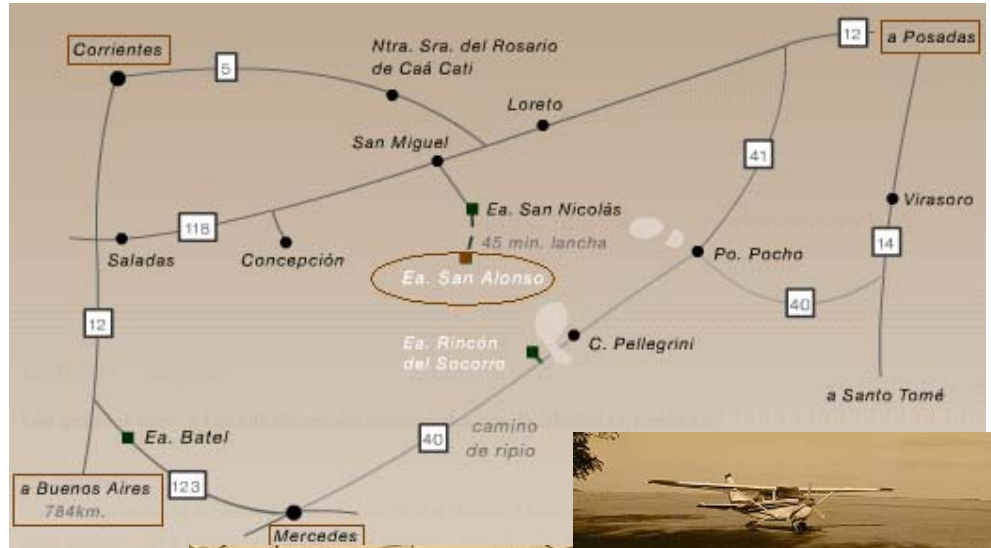 Corrientes
5
Ntra. Sra. del Rosario
de Caá Cati
12
a Posadas
Loreto
San Miguel
41
118
Saladas
Concepción
Ea. San Nicolás
45 min. lancha
Ea. San Alonso
Virasoro
14
Po. Pocho
40
12
Ea. Rincón
del Socorro
C. Pellegrini
a Santo Tomé
Ea. Batel
40
camino
de ripio
a Buenos Aires
784km.
123
Mercedes